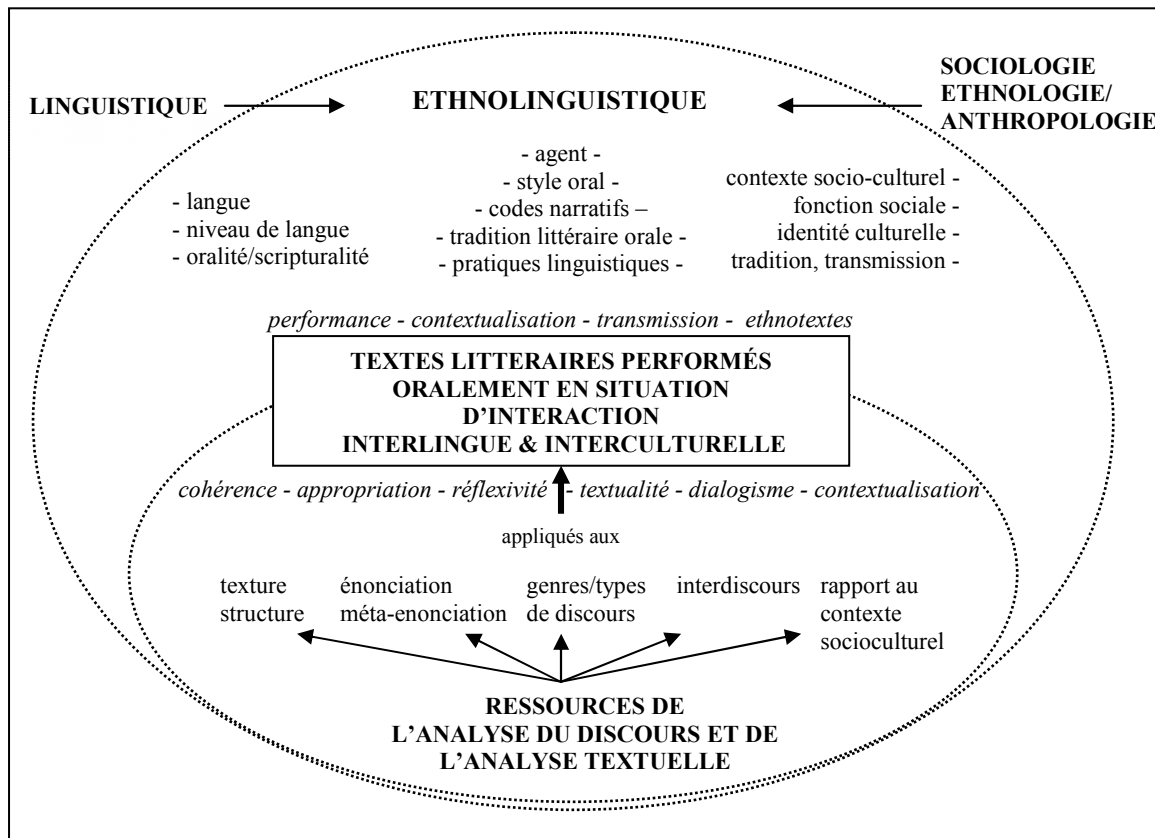 LINGUISTIQUE
ETHNOLINGUISTIQUE
SOCIOLOGIE
ETHNOLOGIE/
ANTHROPOLOGIE
- langue
- niveau de langue
- oralité/scripturalité
- agent -
- style oral -
- codes narratifs –
- tradition littéraire orale -
- pratiques linguistiques -
contexte socio-culturel -
fonction sociale -
identité culturelle -
tradition, transmission -
performance - contextualisation - transmission - ethnotextes
TEXTES LITTERAIRES PERFORMÉS
ORALEMENT EN SITUATION
D’INTERACTION
INTERLINGUE & INTERCULTURELLE
cohérence - appropriation - réflexivité - textualité - dialogisme - contextualisation
appliqués aux
texture
structure
énonciation
méta-enonciation
genres/types
de discours
interdiscours
rapport au
contexte
socioculturel
RESSOURCES DE
L’ANALYSE DU DISCOURS ET DE
L’ANALYSE TEXTUELLE